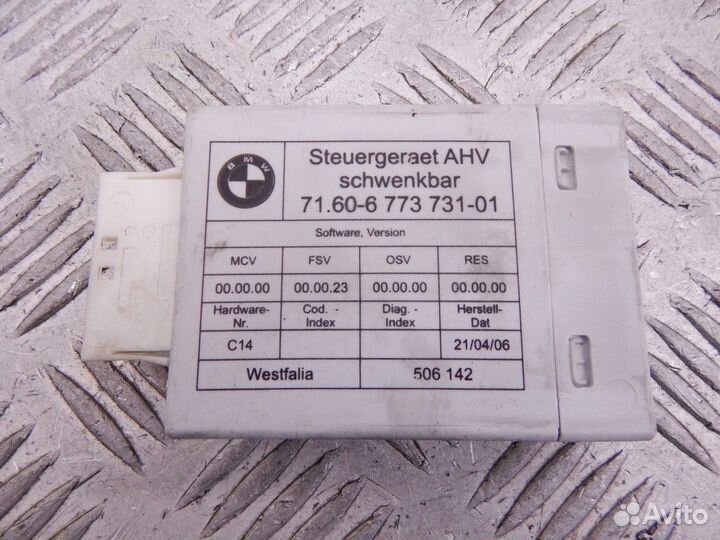 BMW
Steuergeraet AHV
schwenkbar
71.60-6 773 731-01
Software, Version
MCV FSV OSV RES
00.00.00 00.00.23 00.00.00 00.00.00
Hardware-Nr. Cod. - Index Diag. - Index Herstell-Dat
C14 21/04/06
Westfalia 506 142
Avito